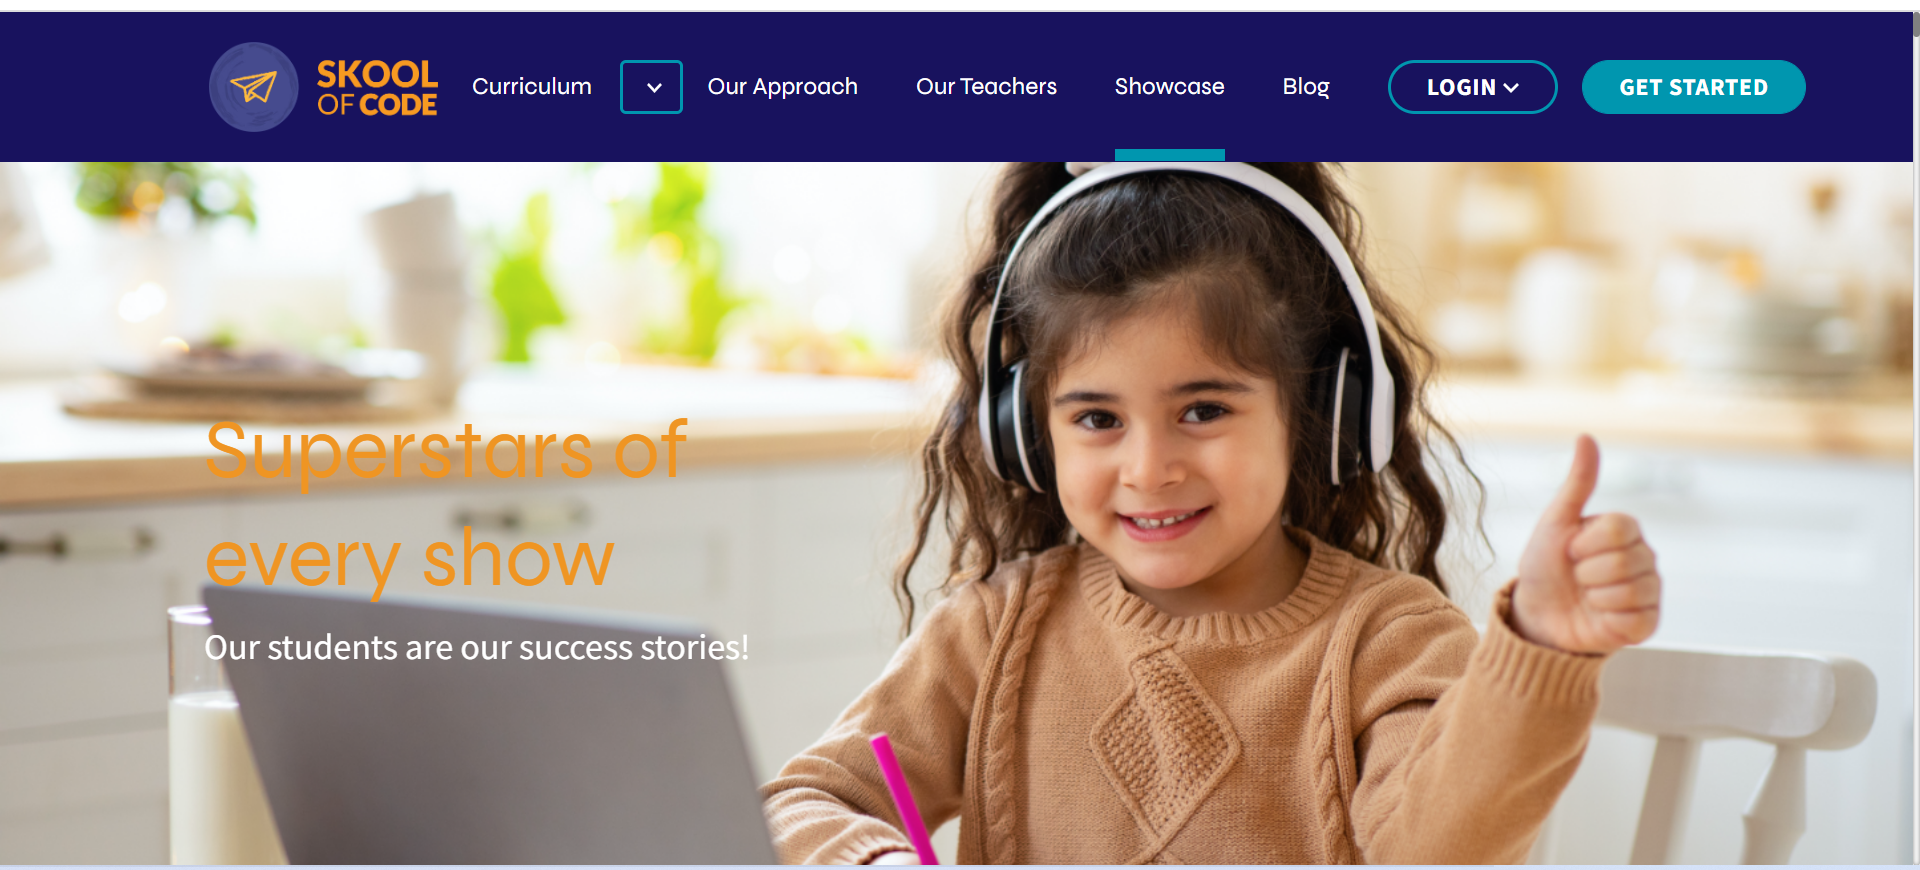 SKOOL
OF CODE
Curriculum
Our Approach
Our Teachers
Showcase
Blog
LOGIN
GET STARTED
Superstars of
every show
Our students are our success stories!